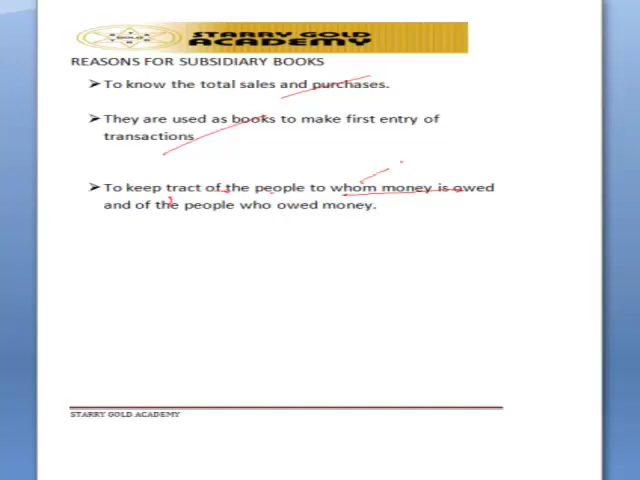 STARRY GOLD
ACADEMY
REASONS FOR SUBSIDIARY BOOKS
➢ To know the total sales and purchases.
➢ They are used as books to make first entry of
transactions
➢ To keep tract of the people to whom money is owed
and of the people who owed money.
STARRY GOLD ACADEMY